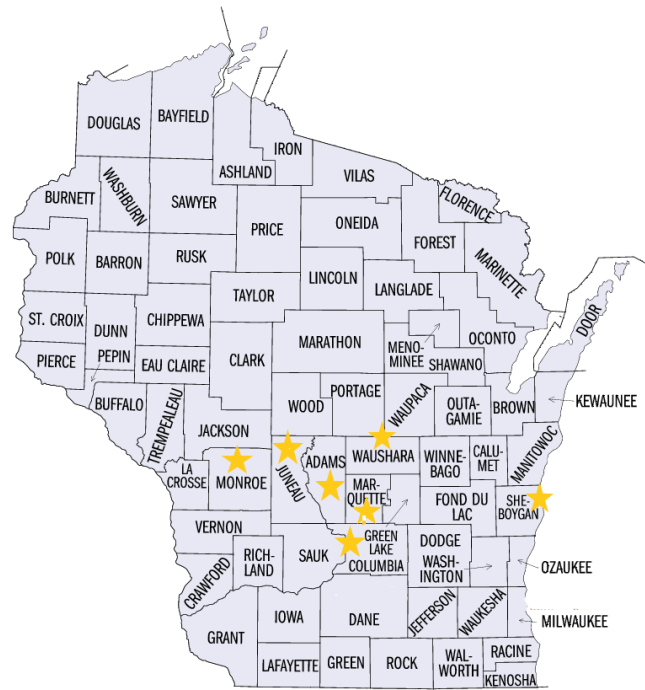 DOUGLAS
BAYFIELD
IRON
ASHLAND
VILAS
FLORENCE
BURNETT
WASHBURN
SAWYER
PRICE
ONEIDA
FOREST
MARINETTE
POLK
BARRON
RUSK
LINCOLN
LANGLADE
TAYLOR
DOOR
ST. CROIX
DUNN
CHIPPEWA
MARATHON
MENO-
MINEE
OCONTO
PIERCE
PEPIN
EAU CLAIRE
CLARK
SHAWANO
BUFFALO
TREMPEALEAU
JACKSON
WOOD
PORTAGE
WAUPACA
OUTA-
GAMIE
BROWN
KEWAUNEE
LA
CROSSE
MONROE
JUNEAU
ADAMS
WAUSHARA
WINNE-
BAGO
CALU-
MET
MANITOWOC
MAR-
QUETTE
FOND DU
LAC
SHE-
BOYGAN
VERNON
GREEN
LAKE
CRAWFORD
RICH-
LAND
SAUK
COLUMBIA
DODGE
WASH-
INGTON
OZAUKEE
IOWA
DANE
JEFFERSON
WAUKESHA
MILWAUKEE
GRANT
LAFAYETTE
GREEN
ROCK
WAL-
WORTH
RACINE
KENOSHA